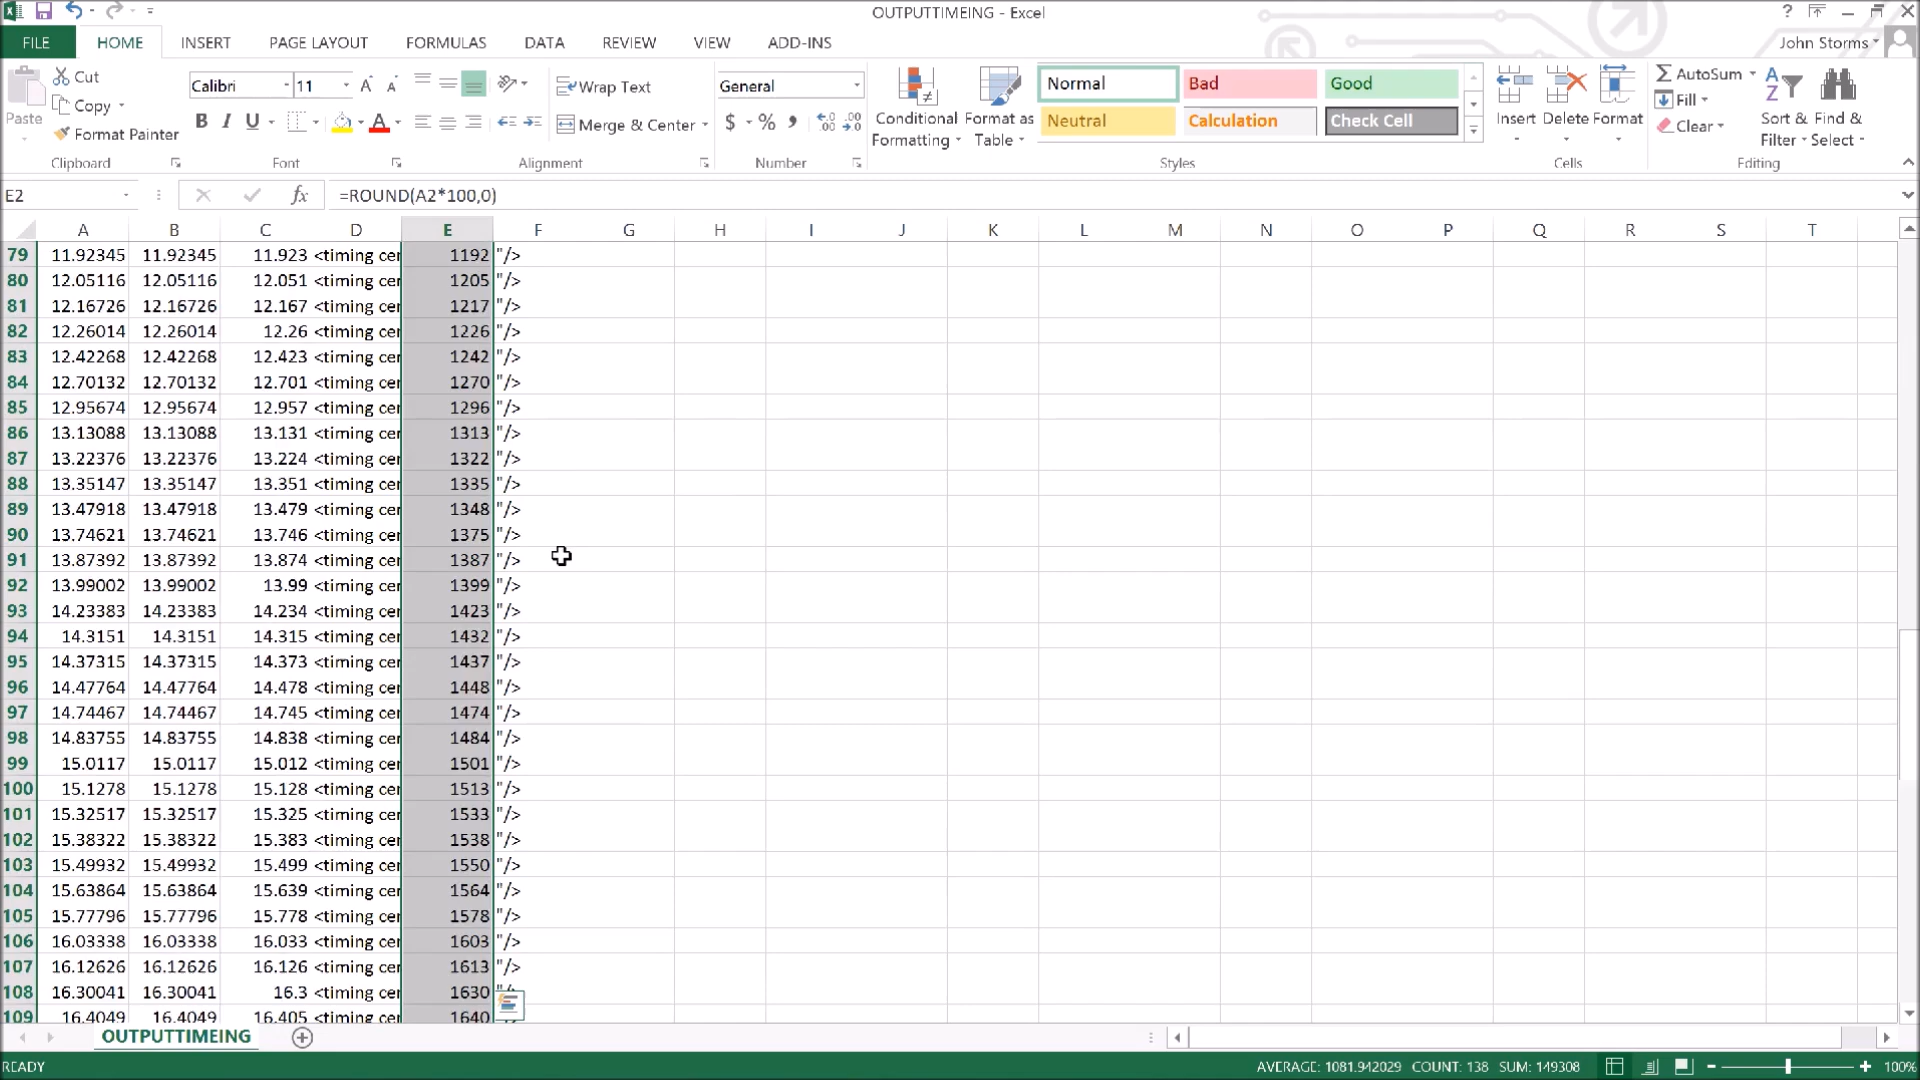 OUTPUTTIMEING - Excel
?
FILE HOME INSERT PAGE LAYOUT FORMULAS DATA REVIEW VIEW ADD-INS John Storms
Paste Cut Copy Format Painter
Clipboard
Calibri 11 A A
B I U A
Font
Wrap Text
Merge & Center
Alignment
General
$ % , .0 .00 .00 .0
Number
Conditional Formatting
Format as Table
Normal Bad Good
Neutral Calculation Check Cell
Styles
Insert Delete Format
Cells
AutoSum
Fill
Clear
Sort & Filter
Find & Select
Editing
E2 fx =ROUND(A2*100,0)
A B C D E F G H I J K L M N O P Q R S T
79 11.92345 11.92345 11.923 <timing cer 1192 "/>
80 12.05116 12.05116 12.051 <timing cer 1205 "/>
81 12.16726 12.16726 12.167 <timing cer 1217 "/>
82 12.26014 12.26014 12.26 <timing cer 1226 "/>
83 12.42268 12.42268 12.423 <timing cer 1242 "/>
84 12.70132 12.70132 12.701 <timing cer 1270 "/>
85 12.95674 12.95674 12.957 <timing cer 1296 "/>
86 13.13088 13.13088 13.131 <timing cer 1313 "/>
87 13.22376 13.22376 13.224 <timing cer 1322 "/>
88 13.35147 13.35147 13.351 <timing cer 1335 "/>
89 13.47918 13.47918 13.479 <timing cer 1348 "/>
90 13.74621 13.74621 13.746 <timing cer 1375 "/>
91 13.87392 13.87392 13.874 <timing cer 1387 "/>
92 13.99002 13.99002 13.99 <timing cer 1399 "/>
93 14.23383 14.23383 14.234 <timing cer 1423 "/>
94 14.3151 14.3151 14.315 <timing cer 1432 "/>
95 14.37315 14.37315 14.373 <timing cer 1437 "/>
96 14.47764 14.47764 14.478 <timing cer 1448 "/>
97 14.74467 14.74467 14.745 <timing cer 1474 "/>
98 14.83755 14.83755 14.838 <timing cer 1484 "/>
99 15.0117 15.0117 15.012 <timing cer 1501 "/>
100 15.1278 15.1278 15.128 <timing cer 1513 "/>
101 15.32517 15.32517 15.325 <timing cer 1533 "/>
102 15.38322 15.38322 15.383 <timing cer 1538 "/>
103 15.49932 15.49932 15.499 <timing cer 1550 "/>
104 15.63864 15.63864 15.639 <timing cer 1564 "/>
105 15.77796 15.77796 15.778 <timing cer 1578 "/>
106 16.03338 16.03338 16.033 <timing cer 1603 "/>
107 16.12626 16.12626 16.126 <timing cer 1613 "/>
108 16.30041 16.30041 16.3 <timing cer 1630
109 16.4049 16.4049 16.405 <timing cer 1640
OUTPUTTIMEING
READY AVERAGE: 1081.942029 COUNT: 138 SUM: 149308 100%